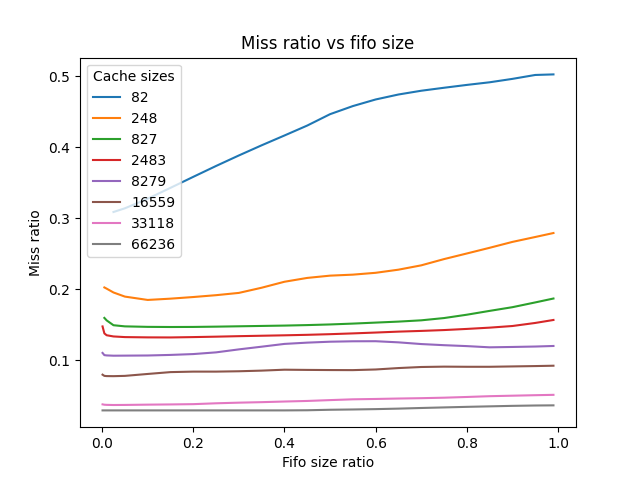 Miss ratio vs fifo size
Cache sizes
82
248
827
2483
8279
16559
33118
66236
Miss ratio
0.5
0.4
0.3
0.2
0.1
0.0 0.2 0.4 0.6 0.8 1.0
Fifo size ratio